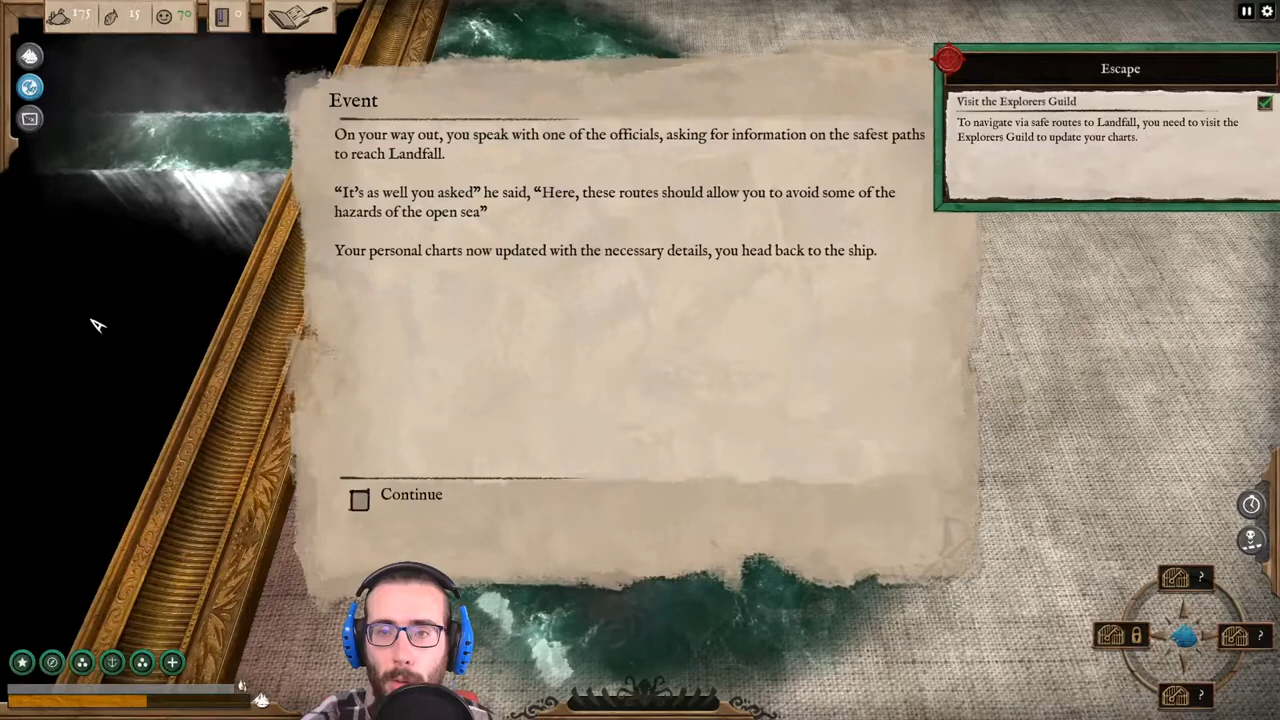 175 15 70 0
Escape
Event
Visit the Explorers Guild
To navigate via safe routes to Landfall, you need to visit the
Explorers Guild to update your charts.
On your way out, you speak with one of the officials, asking for information on the safest paths
to reach Landfall.
“It's as well you asked” he said, “Here, these routes should allow you to avoid some of the
hazards of the open sea”
Your personal charts now updated with the necessary details, you head back to the ship.
Continue
?
?
?